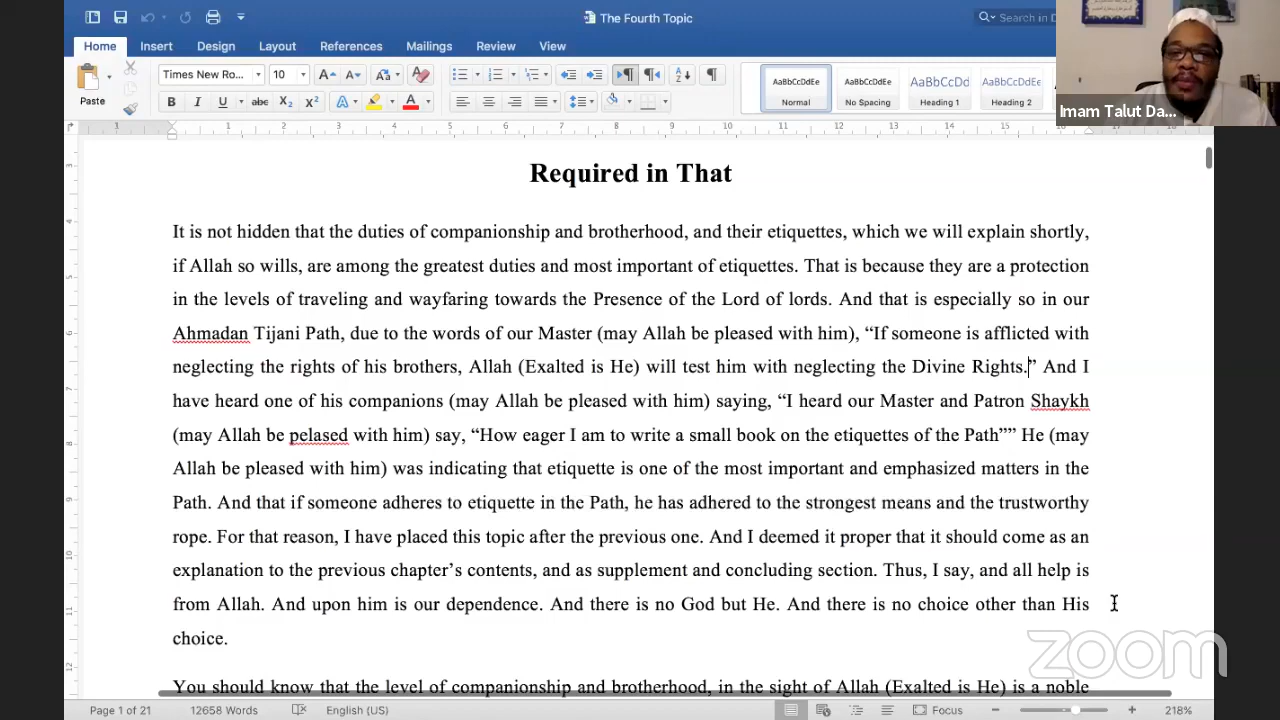 The Fourth Topic
Search in D
Home Insert Design Layout References Mailings Review View
Paste
Times New Ro... 10
AaBbCcDdEe AaBbCcDdEe AaBbCcDd AaBbCcDdEe
Normal No Spacing Heading 1 Heading 2
Imam Talut Da...
Required in That
It is not hidden that the duties of companionship and brotherhood, and their etiquettes, which we will explain shortly,
if Allah so wills, are among the greatest duties and most important of etiquettes. That is because they are a protection
in the levels of traveling and wayfaring towards the Presence of the Lord of lords. And that is especially so in our
Ahmadan Tijani Path, due to the words of our Master (may Allah be pleased with him), “If someone is afflicted with
neglecting the rights of his brothers, Allah (Exalted is He) will test him with neglecting the Divine Rights.” And I
have heard one of his companions (may Allah be pleased with him) saying, “I heard our Master and Patron Shaykh
(may Allah be pelasd with him) say, “How eager I am to write a small book on the etiquettes of the Path”” He (may
Allah be pleased with him) was indicating that etiquette is one of the most important and emphasized matters in the
Path. And that if someone adheres to etiquette in the Path, he has adhered to the strongest means and the trustworthy
rope. For that reason, I have placed this topic after the previous one. And I deemed it proper that it should come as an
explanation to the previous chapter’s contents, and as supplement and concluding section. Thus, I say, and all help is
from Allah. And upon him is our dependence. And there is no God but He. And there is no choice other than His
choice.
You should know that the level of companionship and brotherhood, in the sight of Allah (Exalted is He) is a noble
zoom
Page 1 of 21 12658 Words English (US) Focus 218%